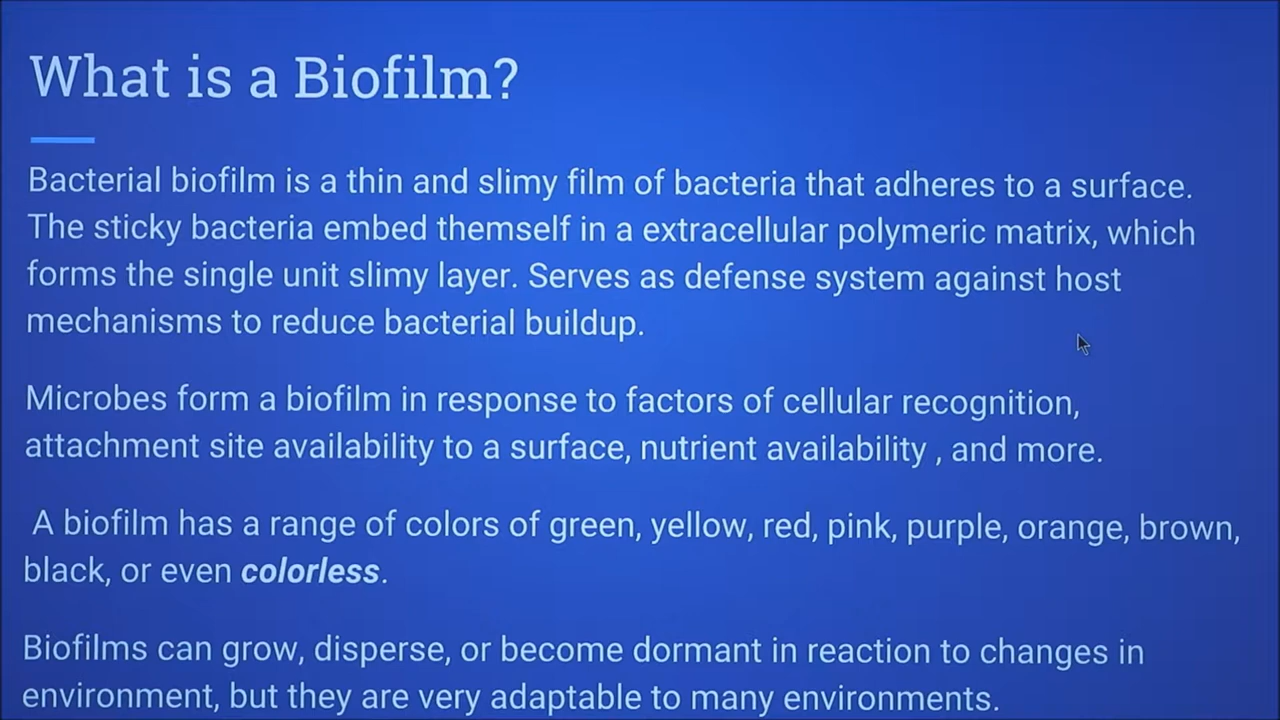 What is a Biofilm?
Bacterial biofilm is a thin and slimy film of bacteria that adheres to a surface.
The sticky bacteria embed themself in a extracellular polymeric matrix, which
forms the single unit slimy layer. Serves as defense system against host
mechanisms to reduce bacterial buildup.
Microbes form a biofilm in response to factors of cellular recognition,
attachment site availability to a surface, nutrient availability , and more.
A biofilm has a range of colors of green, yellow, red, pink, purple, orange, brown,
black, or even colorless.
Biofilms can grow, disperse, or become dormant in reaction to changes in
environment, but they are very adaptable to many environments.